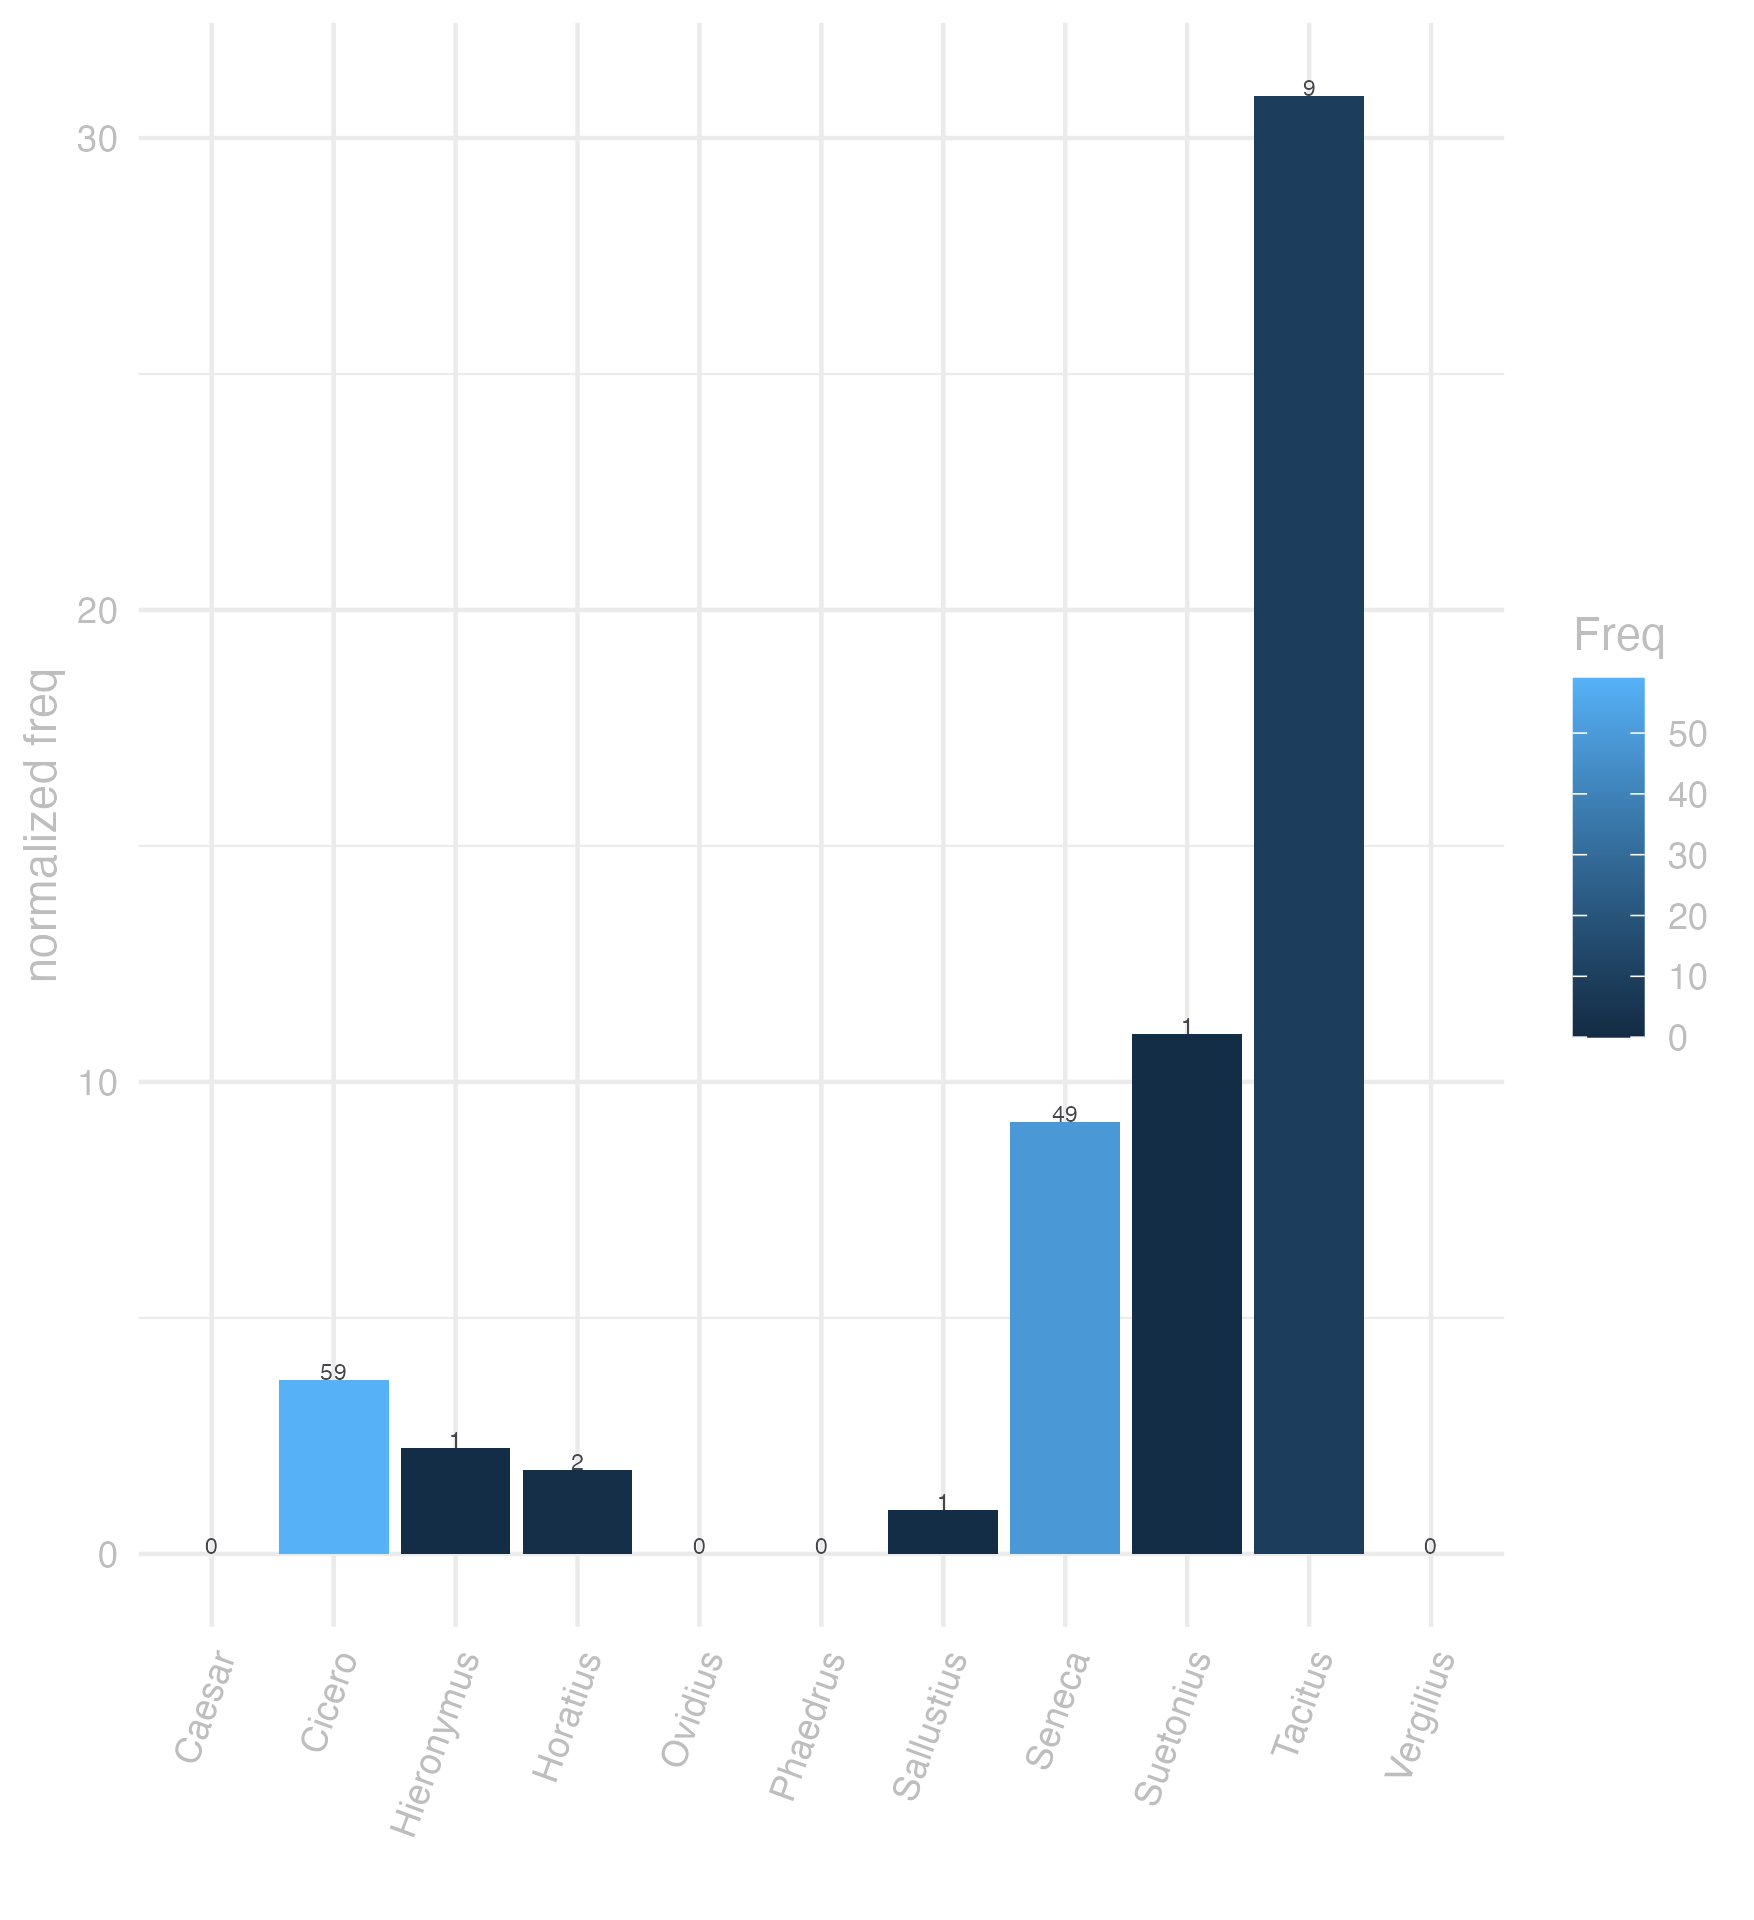 normalized freq
30
20
10
0
9
1
49
59
1
2
1
0
0
0
0
Caesar
Cicero
Hieronymus
Horatius
Ovidius
Phaedrus
Sallustius
Seneca
Suetonius
Tacitus
Vergilius
Freq
50
40
30
20
10
0